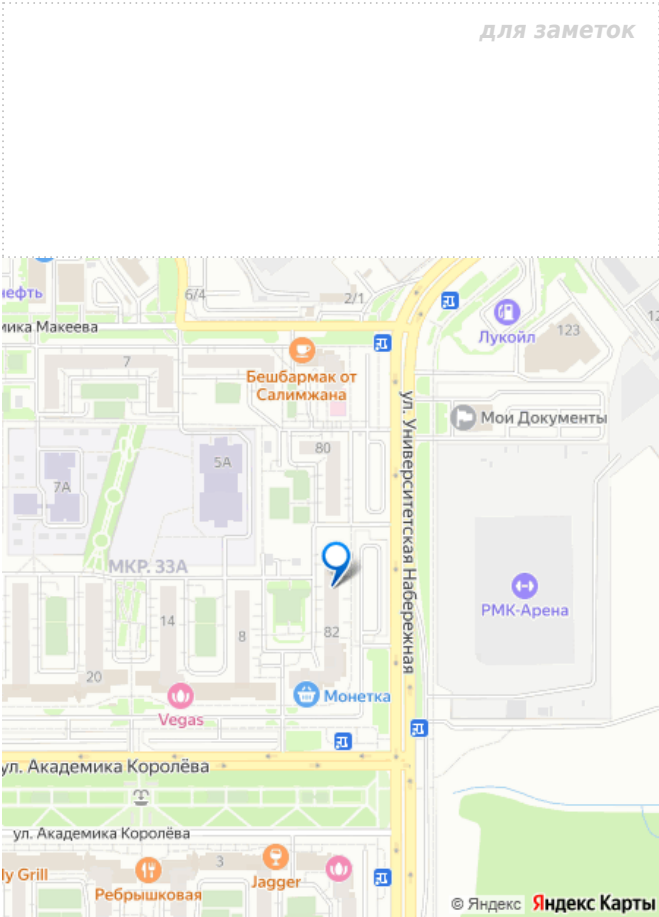 для заметок
нефть
6/4
2/1
12
мика Макеева
Лукойл
123
7
Бешбармак от
Салимжана
ул. Университетская Набережная
Мои Документы
80
5А
7А
МКР. 33А
РМК-Арена
14
8
82
20
Монетка
Vegas
ул. Академика Королёва
ул. Академика Королёва
3
ly Grill
Jagger
Ребрышковая
© Яндекс Яндекс Карты